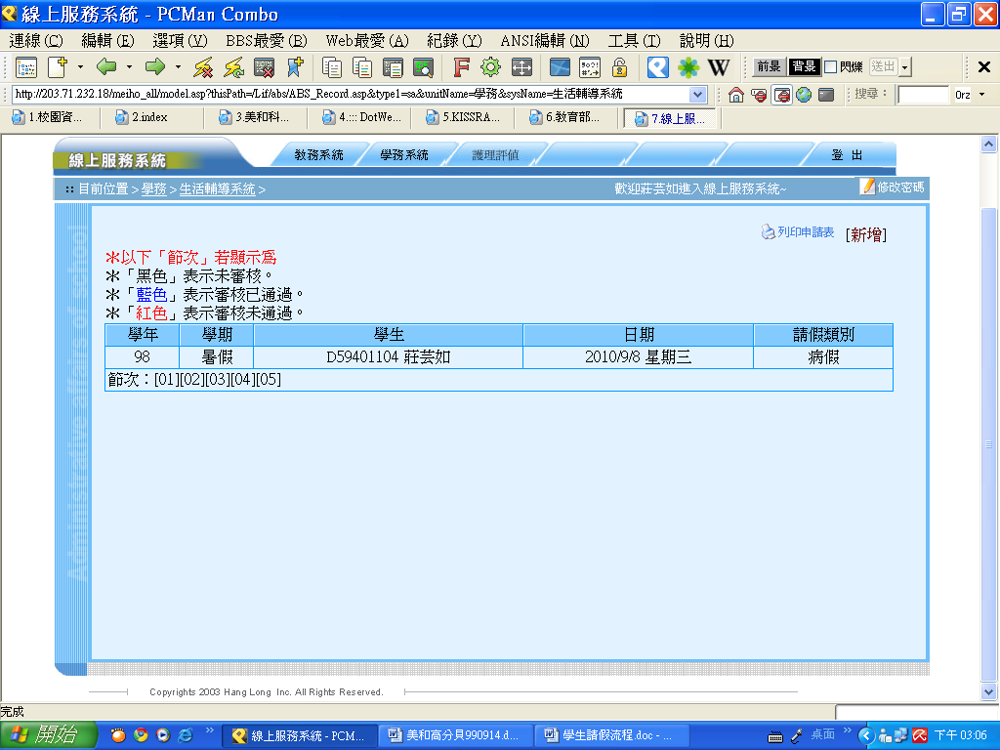 線上服務系統 - PCMan Combo
連線 (C) 編輯 (E) 選項 (V) BBS最愛 (B) Web最愛 (A) 紀錄 (Y) ANSI編輯 (N) 工具 (T) 說明 (H)
前景 背景 閃爍 送出
http://203.71.232.18/meiho_all/model.asp?thisPath=/Lif/abs/ABS_Record.asp&type1=sa&unitName=學務&sysName=生活輔導系統 搜尋： Orz
1.校園資... 2.index 3.美和科... 4.::: DotWe... 5.KISSRA... 6.教育部... 7.線上服...
線上服務系統 教務系統 學務系統 護理評值 登 出
:: 目前位置 > 學務 > 生活輔導系統 > 歡迎莊芸如進入線上服務系統~ 修改密碼
列印申請表 [新增]
Administrative affairs of school
＊以下「節次」若顯示為
＊「黑色」表示未審核。
＊「藍色」表示審核已通過。
＊「紅色」表示審核未通過。
學年 學期 學生 日期 請假類別
98 暑假 D59401104 莊芸如 2010/9/8 星期三 病假
節次：[01][02][03][04][05]
Copyrights 2003 Hang Long Inc. All Rights Reserved.
完成
開始 線上服務系統 - PCM... 美和高分貝990914.d... 學生請假流程.doc - ... 桌面 下午 03:06